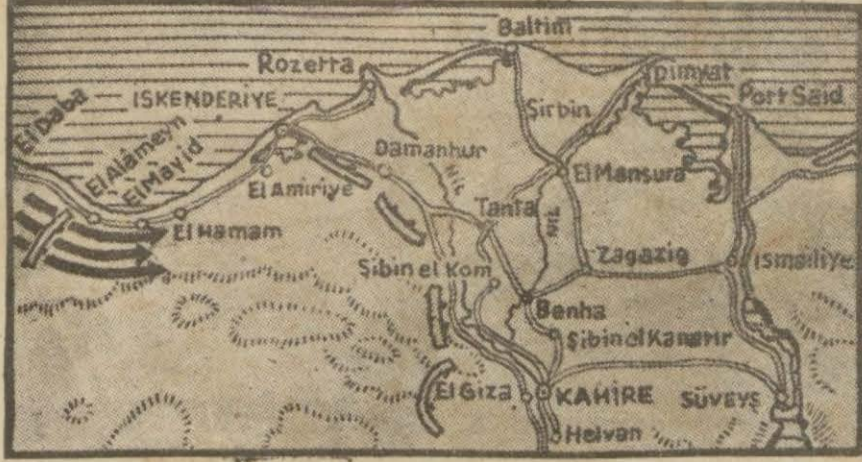 Baltim
Rozetta
Dimyat
ISKENDERIYE
Port Said
El Daba
Şirbin
El Alâmeyn
El Mayid
Damanhur
El Amiriye
El Mansura
Nil
El Hamam
Tanta
Nil
Şibin el Kom
Zagazig
ismailiye
Benha
Şibin el Kanatır
El Giza
KAHİRE
SÜVEYŞ
Helvan